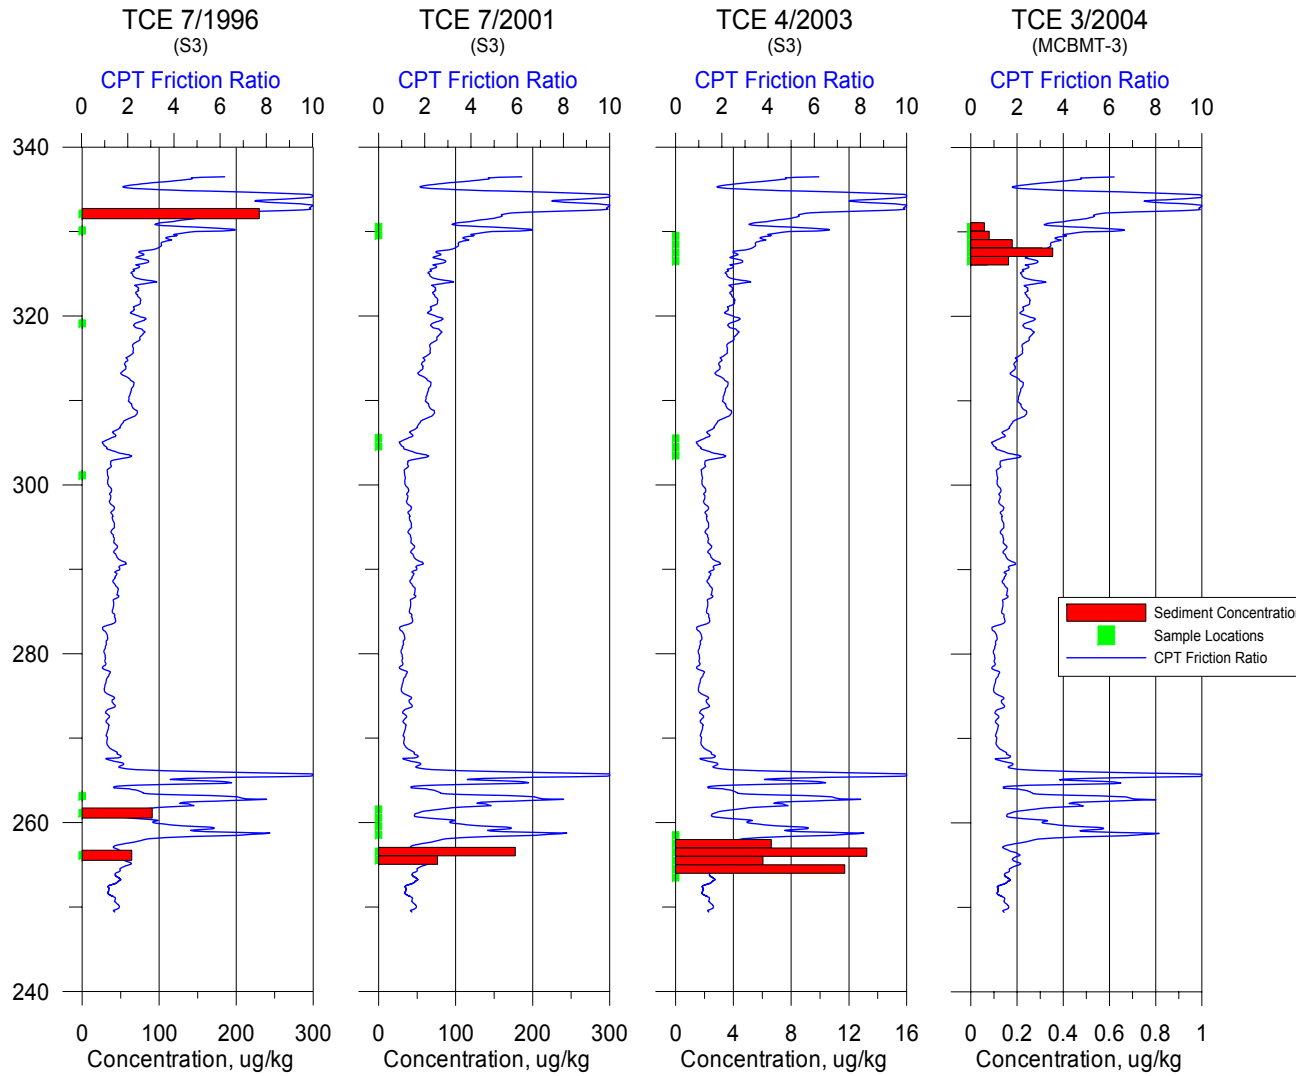 TCE 7/1996 TCE 7/2001 TCE 4/2003 TCE 3/2004
(S3) (S3) (S3) (MCBMT-3)
CPT Friction Ratio CPT Friction Ratio CPT Friction Ratio CPT Friction Ratio
0 2 4 6 8 10 0 2 4 6 8 10 0 2 4 6 8 10 0 2 4 6 8 10
340
320
300
Sediment Concentration
Sample Locations
CPT Friction Ratio
280
260
240
0 100 200 300 0 100 200 300 0 4 8 12 16 0 0.2 0.4 0.6 0.8 1
Concentration, ug/kg Concentration, ug/kg Concentration, ug/kg Concentration, ug/kg